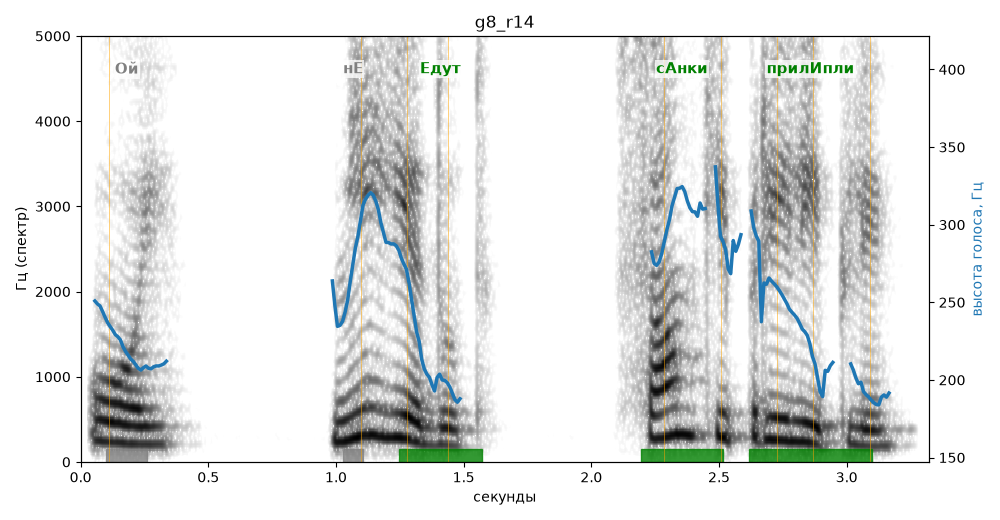 g8_r14
Ой нЕ Едут сАнки прилИпли
5000 4000 3000 2000 1000 0
Гц (спектр)
400 350 300 250 200 150
высота голоса, Гц
0.0 0.5 1.0 1.5 2.0 2.5 3.0
секунды